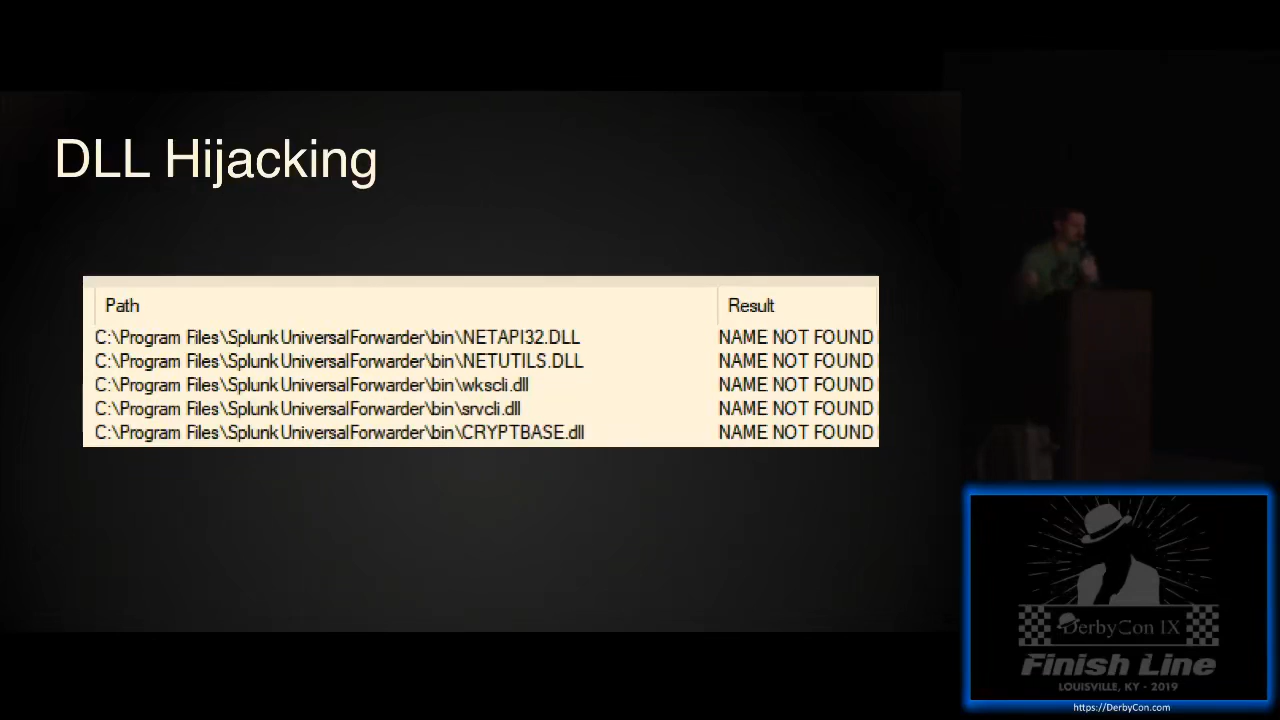 DLL Hijacking
Path Result
C:\Program Files\SplunkUniversalForwarder\bin\NETAPI32.DLL NAME NOT FOUND
C:\Program Files\SplunkUniversalForwarder\bin\NETUTILS.DLL NAME NOT FOUND
C:\Program Files\SplunkUniversalForwarder\bin\wkscli.dll NAME NOT FOUND
C:\Program Files\SplunkUniversalForwarder\bin\srvcli.dll NAME NOT FOUND
C:\Program Files\SplunkUniversalForwarder\bin\CRYPTBASE.dll NAME NOT FOUND
DerbyCon IX
Finish Line
LOUISVILLE, KY - 2019
https://DerbyCon.com